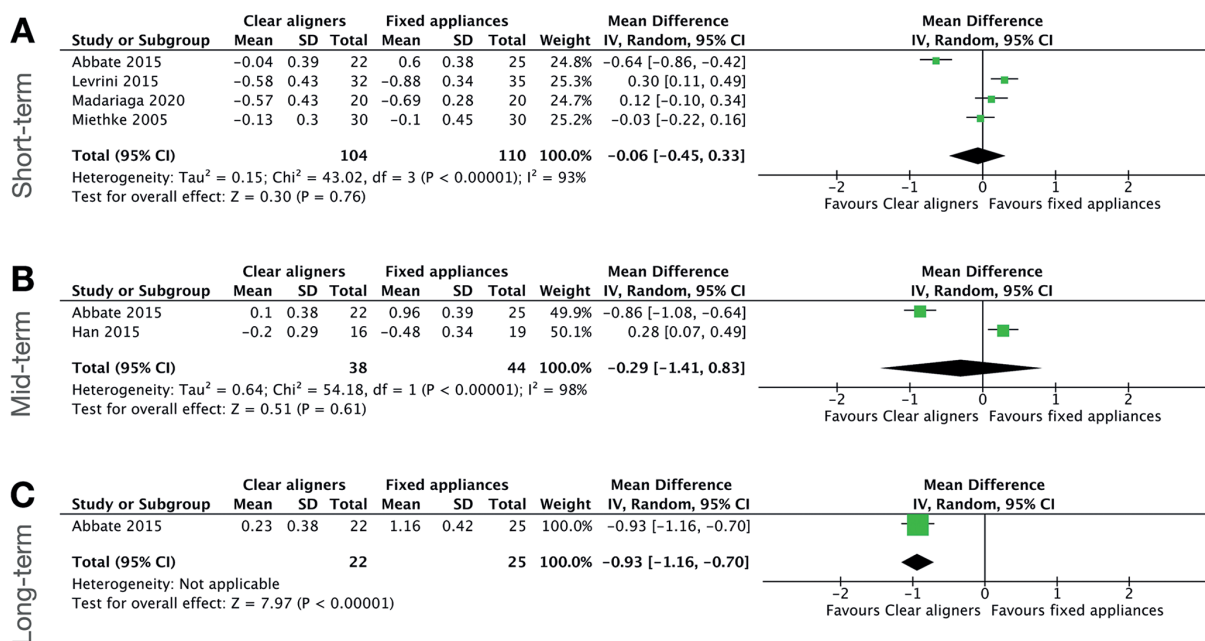 A
Short-term
Clear aligners Fixed appliances Mean Difference Mean Difference
Study or Subgroup Mean SD Total Mean SD Total Weight IV, Random, 95% CI IV, Random, 95% CI
Abbate 2015 −0.04 0.39 22 0.6 0.38 25 24.8% −0.64 [−0.86, −0.42]
Levrini 2015 −0.58 0.43 32 −0.88 0.34 35 25.3% 0.30 [0.11, 0.49]
Madariaga 2020 −0.57 0.43 20 −0.69 0.28 20 24.7% 0.12 [−0.10, 0.34]
Miethke 2005 −0.13 0.3 30 −0.1 0.45 30 25.2% −0.03 [−0.22, 0.16]
Total (95% CI) 104 110 100.0% −0.06 [−0.45, 0.33]
Heterogeneity: Tau² = 0.15; Chi² = 43.02, df = 3 (P < 0.00001); I² = 93%
Test for overall effect: Z = 0.30 (P = 0.76)
−2 −1 0 1 2
Favours Clear aligners Favours fixed appliances
B
Mid-term
Clear aligners Fixed appliances Mean Difference Mean Difference
Study or Subgroup Mean SD Total Mean SD Total Weight IV, Random, 95% CI IV, Random, 95% CI
Abbate 2015 0.1 0.38 22 0.96 0.39 25 49.9% −0.86 [−1.08, −0.64]
Han 2015 −0.2 0.29 16 −0.48 0.34 19 50.1% 0.28 [0.07, 0.49]
Total (95% CI) 38 44 100.0% −0.29 [−1.41, 0.83]
Heterogeneity: Tau² = 0.64; Chi² = 54.18, df = 1 (P < 0.00001); I² = 98%
Test for overall effect: Z = 0.51 (P = 0.61)
−2 −1 0 1 2
Favours Clear aligners Favours fixed appliances
C
Long-term
Clear aligners Fixed appliances Mean Difference Mean Difference
Study or Subgroup Mean SD Total Mean SD Total Weight IV, Random, 95% CI IV, Random, 95% CI
Abbate 2015 0.23 0.38 22 1.16 0.42 25 100.0% −0.93 [−1.16, −0.70]
Total (95% CI) 22 25 100.0% −0.93 [−1.16, −0.70]
Heterogeneity: Not applicable
Test for overall effect: Z = 7.97 (P < 0.00001)
−2 −1 0 1 2
Favours Clear aligners Favours fixed appliances